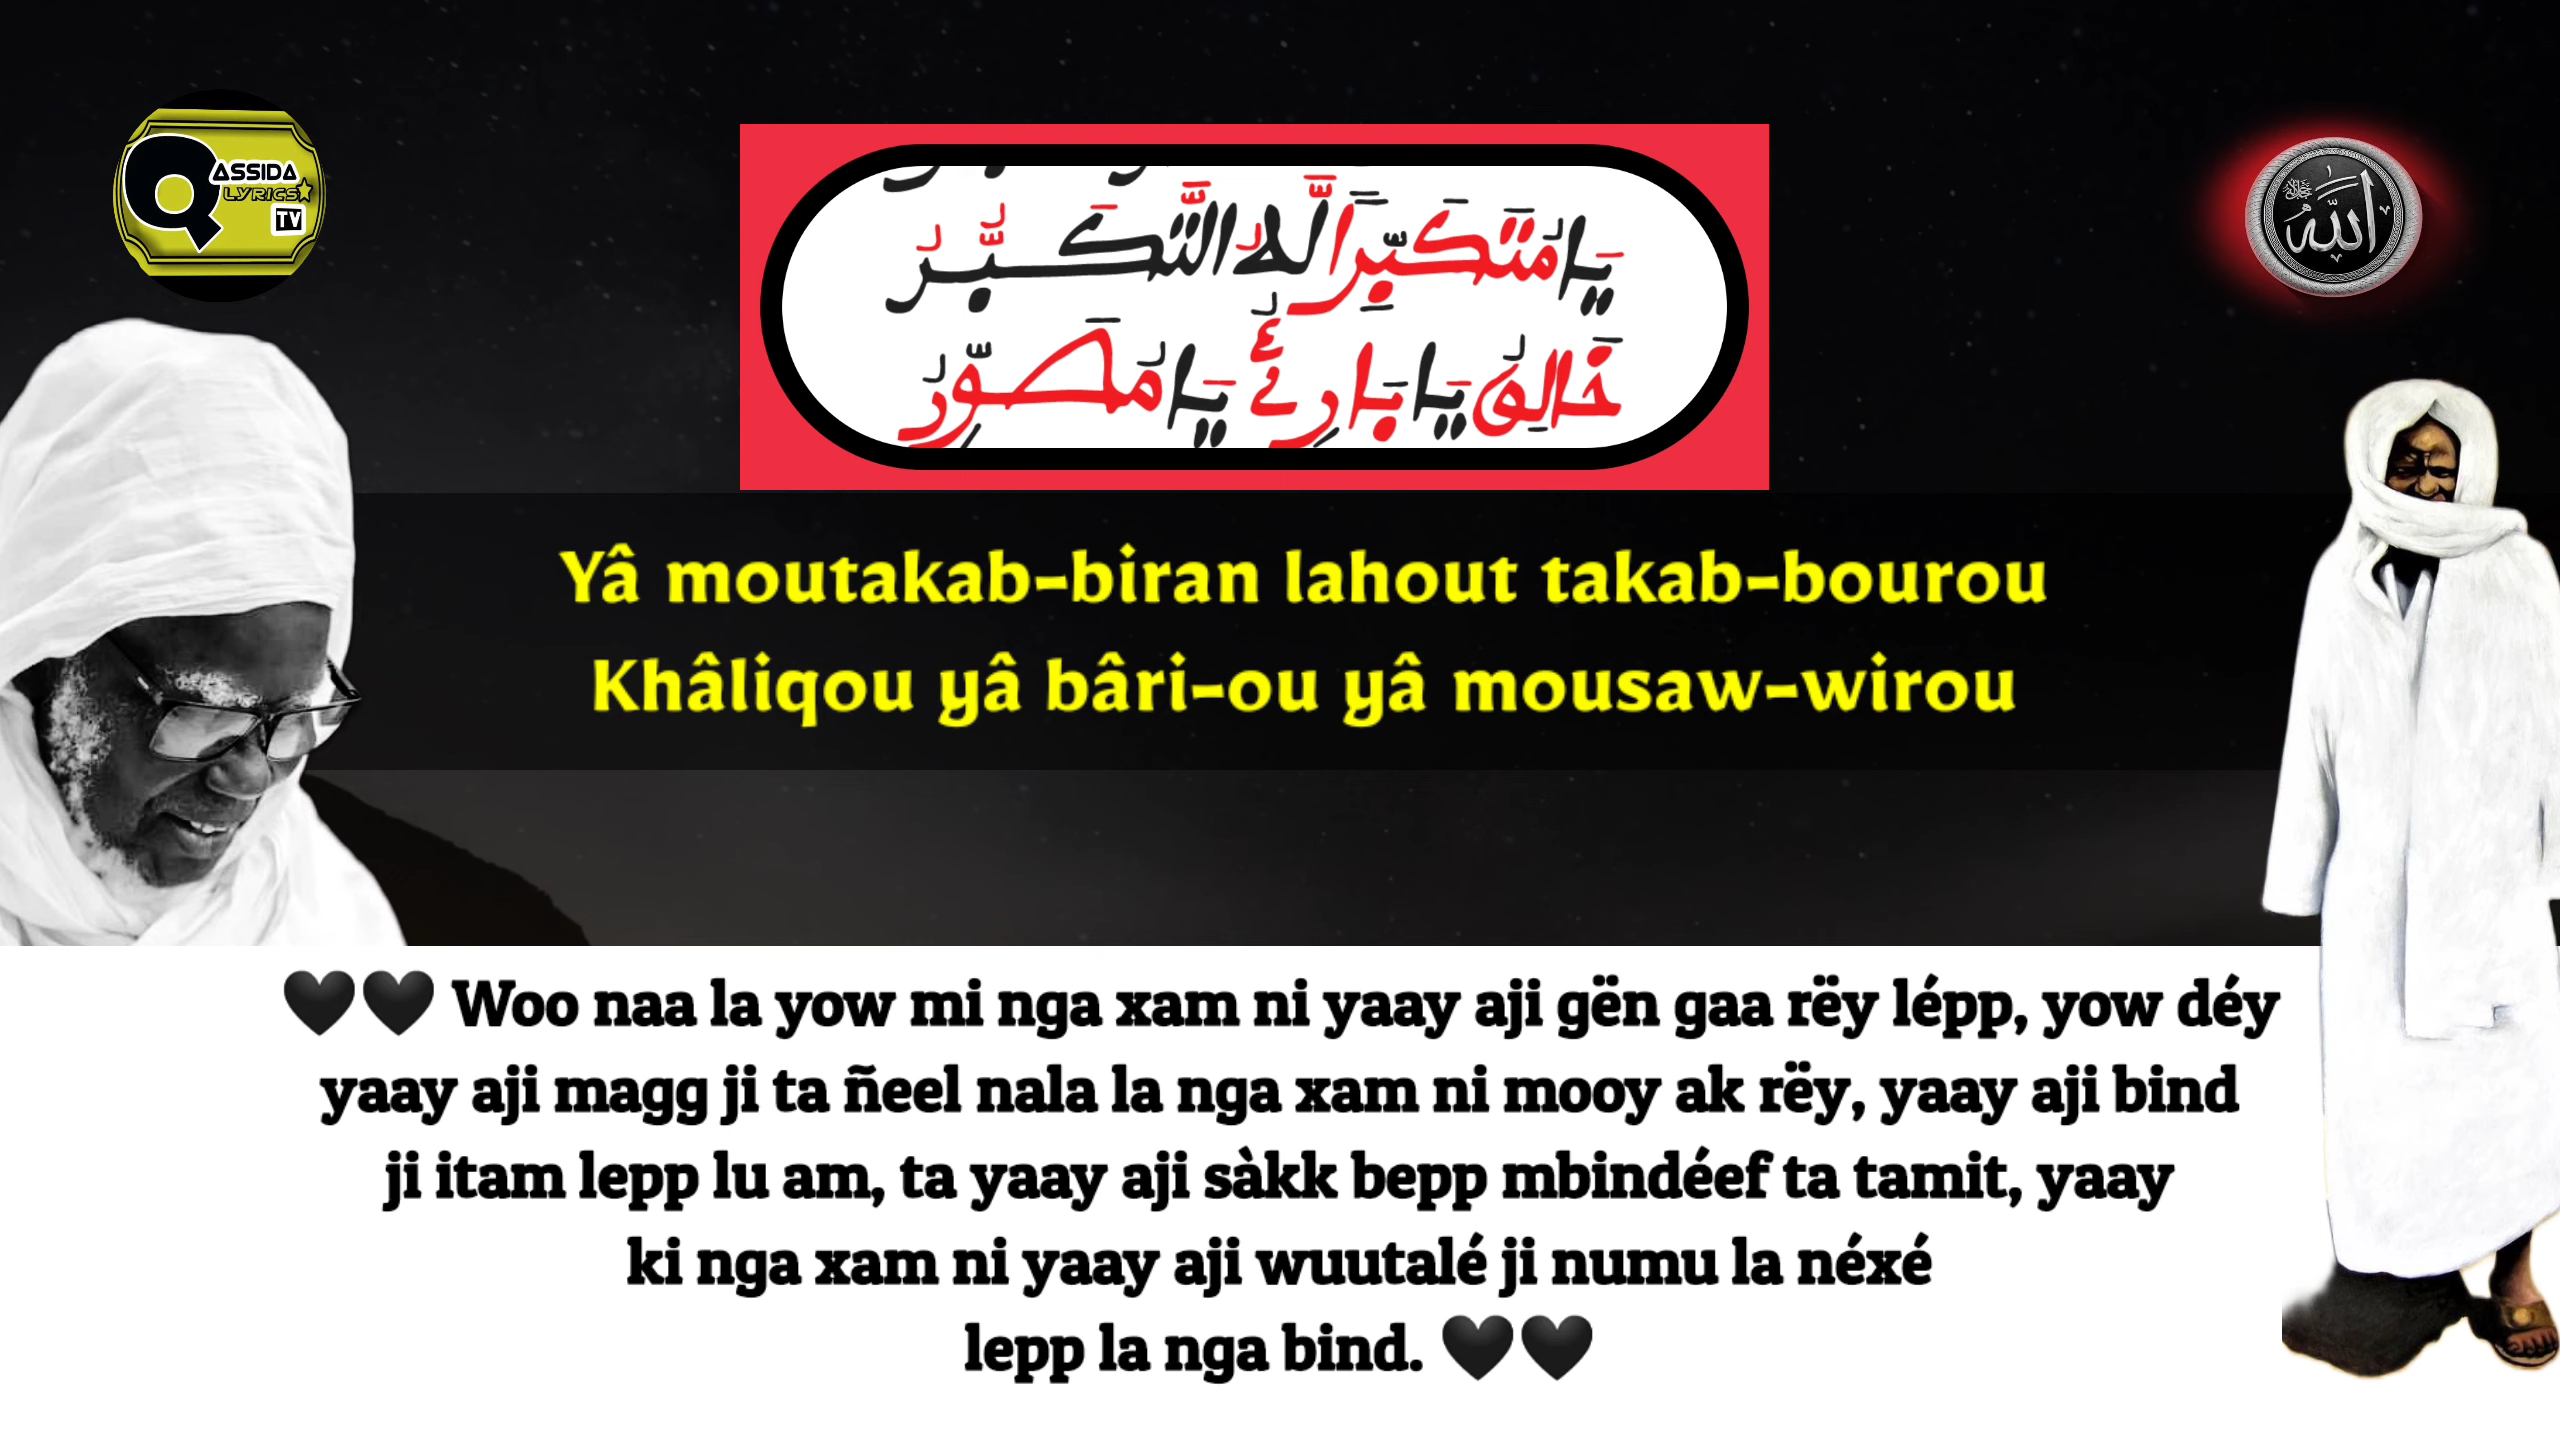 QASSIDA
LYRICS
TV
الله
يَا مُتَكَبِّرًا لَهُ التَّكَبُّرُ
خَالِقُ يَا بَارِئُ يَا مُصَوِّرُ
Yâ moutakab-biran lahout takab-bourou
Khâliqou yâ bâri-ou yâ mousaw-wirou
🖤🖤 Woo naa la yow mi nga xam ni yaay aji gën gaa rëy lépp, yow déy
yaay aji magg ji ta ñeel nala la nga xam ni mooy ak rëy, yaay aji bind
ji itam lepp lu am, ta yaay aji sàkk bepp mbindéef ta tamit, yaay
ki nga xam ni yaay aji wuutalé ji numu la néxé
lepp la nga bind. 🖤🖤